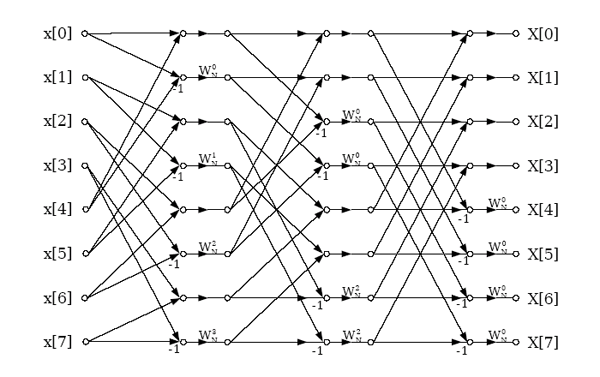 x[0] X[0]
x[1] -1 W_N^0 X[1]
x[2] -1 W_N^0 X[2]
x[3] -1 W_N^1 -1 W_N^0 X[3]
x[4] -1 W_N^0 X[4]
x[5] -1 W_N^2 -1 W_N^0 X[5]
x[6] -1 W_N^2 -1 W_N^0 X[6]
x[7] -1 W_N^3 -1 W_N^2 -1 W_N^0 X[7]